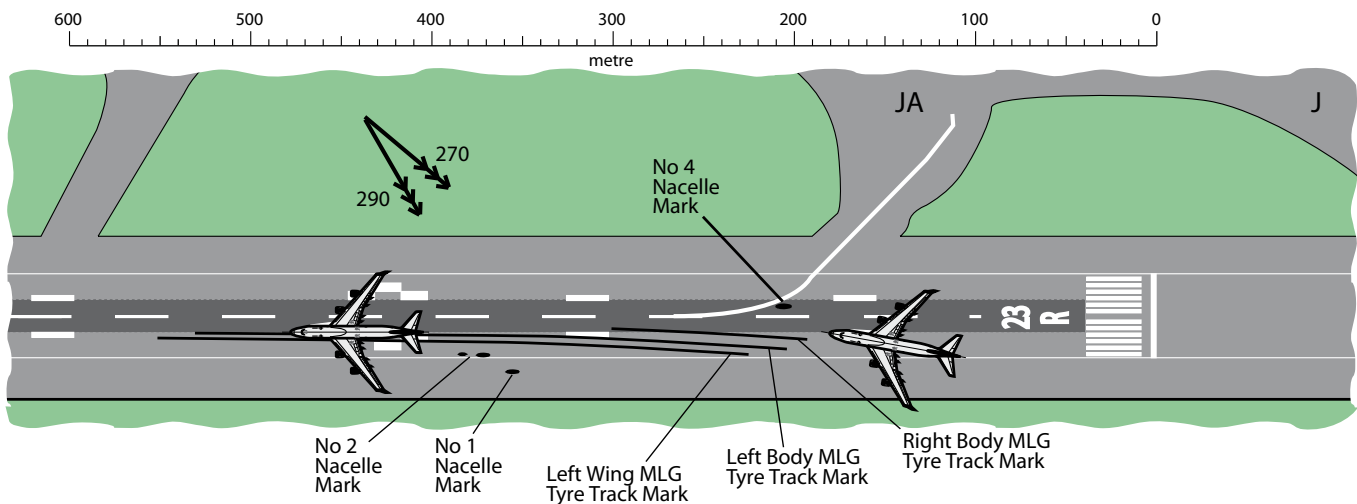 600 500 400 300 200 100 0
metre
JA J
270
290
No 4
Nacelle
Mark
23
R
No 2
Nacelle
Mark
No 1
Nacelle
Mark
Left Wing MLG
Tyre Track Mark
Left Body MLG
Tyre Track Mark
Right Body MLG
Tyre Track Mark